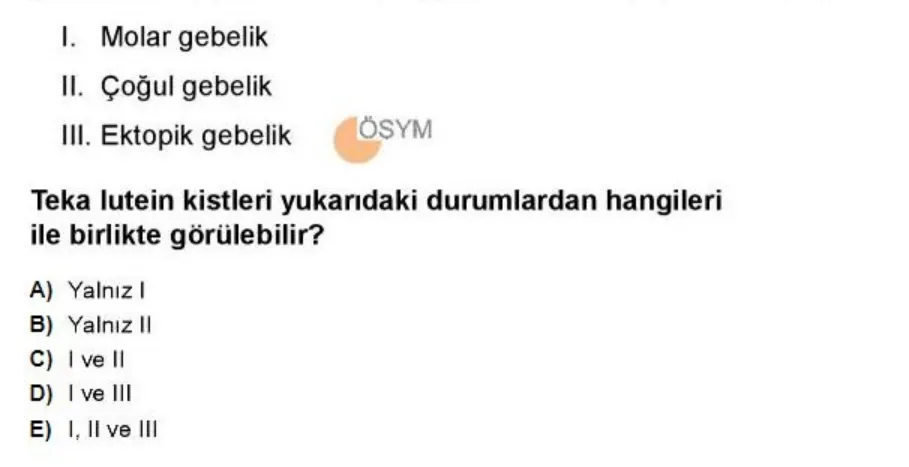 I. Molar gebelik
II. Çoğul gebelik
III. Ektopik gebelik
ÖSYM
Teka lutein kistleri yukarıdaki durumlardan hangileri
ile birlikte görülebilir?
A) Yalnız I
B) Yalnız II
C) I ve II
D) I ve III
E) I, II ve III